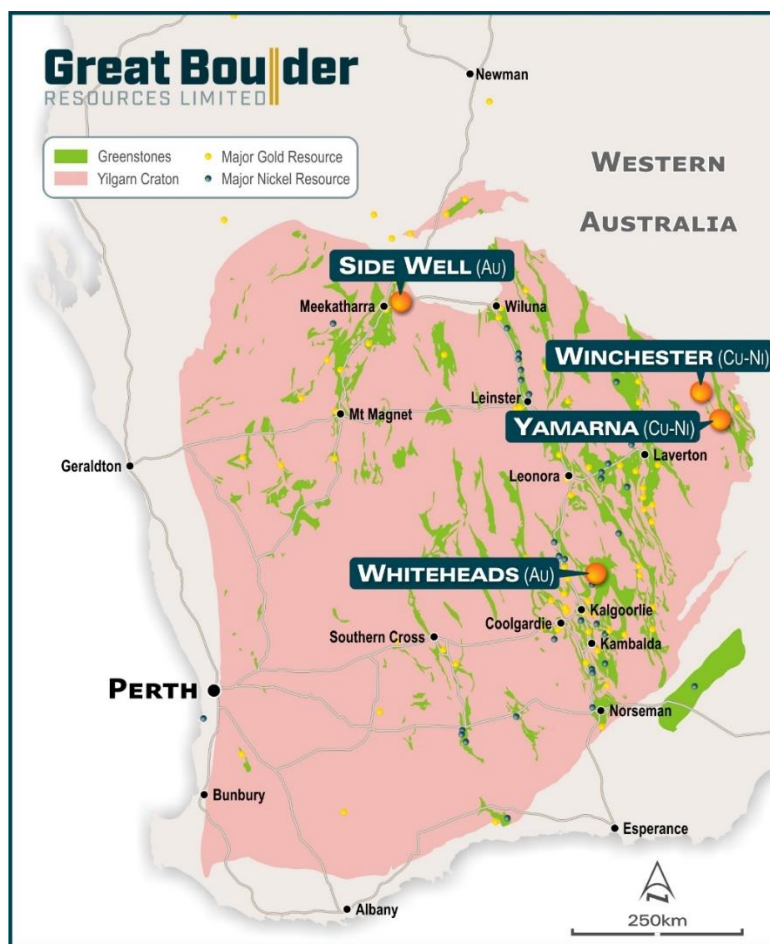 Great Boulder
RESOURCES LIMITED
Greenstones
Major Gold Resource
Yilgarn Craton
Major Nickel Resource
Newman
WESTERN
AUSTRALIA
SIDE WELL (Au)
Meekatharra
Wiluna
WINCHESTER (Cu-Ni)
Leinster
Mt Magnet
YAMARNA (Cu-Ni)
Laverton
Geraldton
Leonora
WHITEHEADS (Au)
Kalgoorlie
Coolgardie
Southern Cross
Kambalda
PERTH
Norseman
Bunbury
Esperance
Albany
N
250km